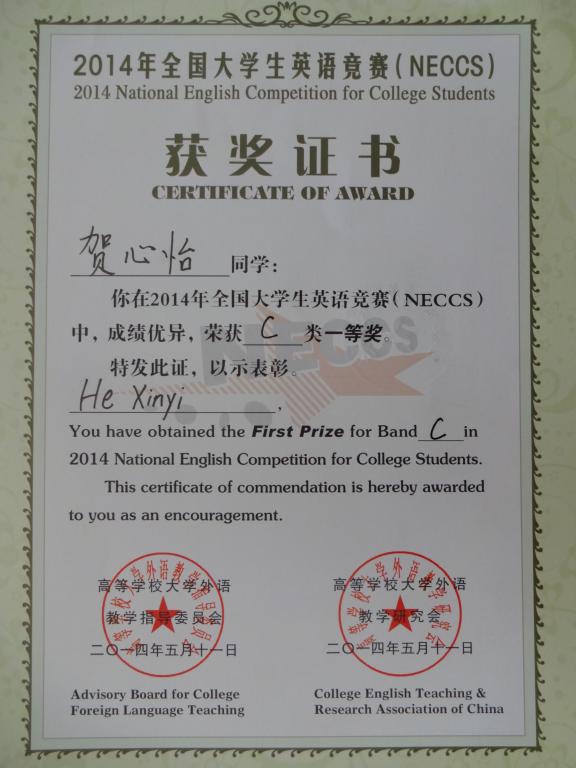 2014年全国大学生英语竞赛(NECCS)
2014 National English Competition for College Students
获奖证书
CERTIFICATE OF AWARD
贺心怡 同学:
你在2014年全国大学生英语竞赛(NECCS)
中,成绩优异,荣获 C 类一等奖。
特发此证,以示表彰。
NECCS
He Xinyi ,
You have obtained the First Prize for Band C in
2014 National English Competition for College Students.
This certificate of commendation is hereby awarded
to you as an encouragement.
高等学校大学外语
教学指导委员会
二〇一四年五月十一日
高等学校大学外语
教学研究会
二〇一四年五月十一日
Advisory Board for College
Foreign Language Teaching
College English Teaching &
Research Association of China